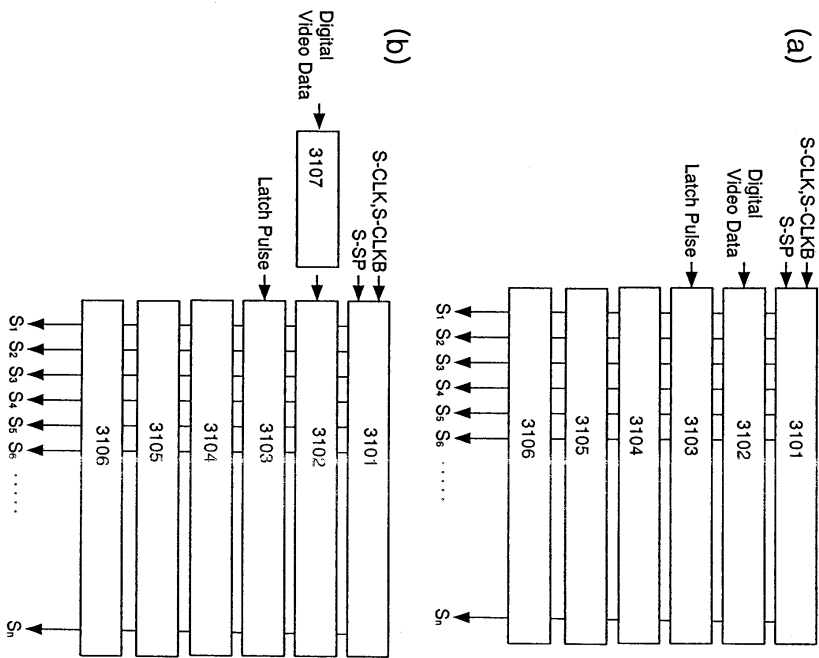 (a)
S-CLK,S-CLKB
S-SP
Digital
Video Data
Latch Pulse
3101
3102
3103
3104
3105
3106
S1 S2 S3 S4 S5 S6 ..... Sn
(b)
S-CLK,S-CLKB
S-SP
Digital
Video Data
3107
Latch Pulse
3101
3102
3103
3104
3105
3106
S1 S2 S3 S4 S5 S6 ..... Sn